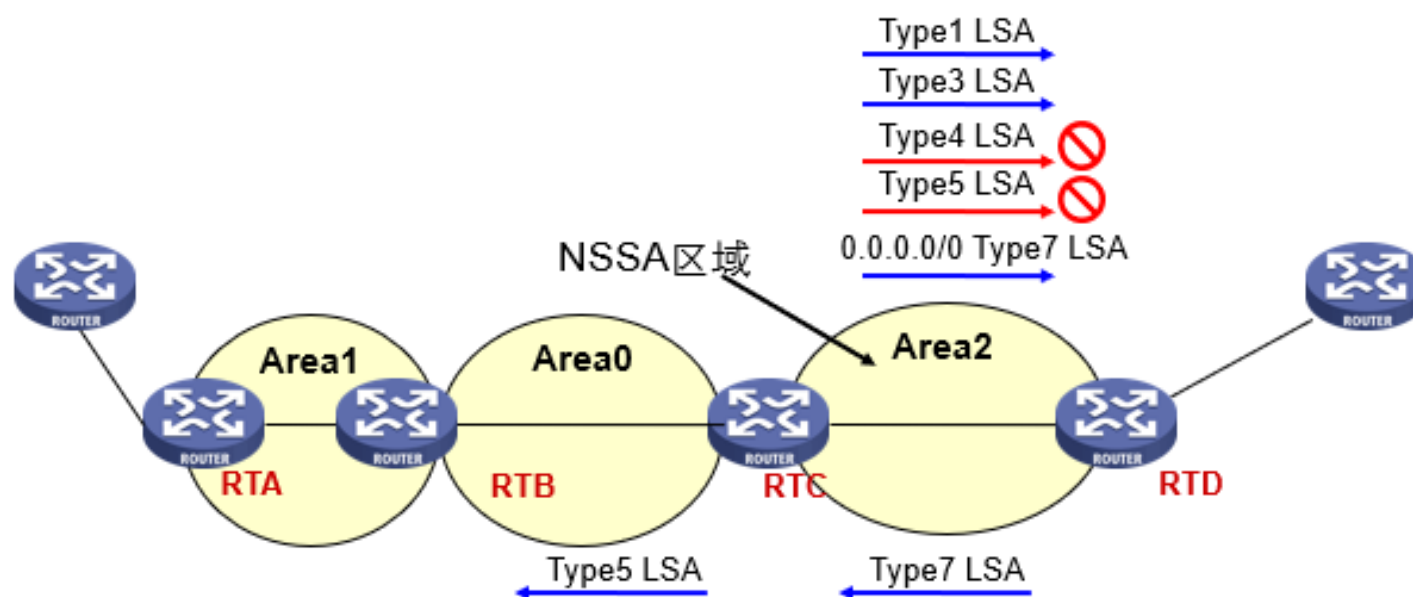 Type1 LSA
Type3 LSA
Type4 LSA
Type5 LSA
NSSA区域
0.0.0.0/0 Type7 LSA
ROUTER
ROUTER
Area1
Area0
Area2
ROUTER
ROUTER
ROUTER
ROUTER
RTA
RTB
RTC
RTD
Type5 LSA
Type7 LSA